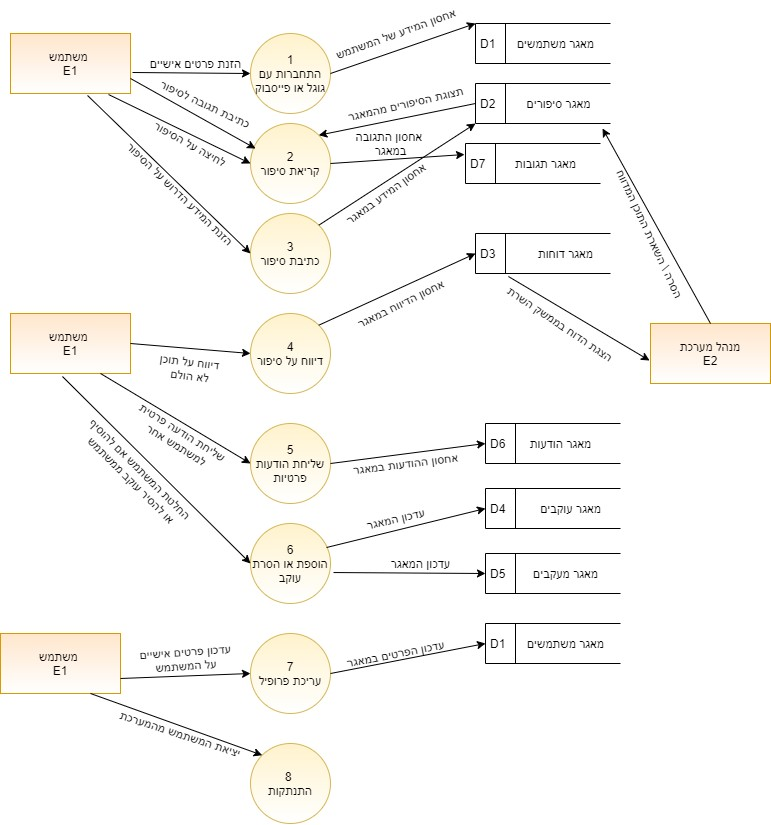 משתמש
E1
הזנת פרטים אישיים
כתיבת תגובה לסיפור
לחיצה על הסיפור
הזנת המידע הדרוש על הסיפור
1
התחברות עם
גוגל או פייסבוק
אחסון המידע של המשתמש
D1
מאגר משתמשים
2
קריאת סיפור
תצוגת הסיפורים מהמאגר
D2
מאגר סיפורים
אחסון התגובה
במאגר
D7
מאגר תגובות
3
כתיבת סיפור
אחסון המידע במאגר
הסרה \ השארת התוכן המדווח
D3
מאגר דוחות
אחסון הדיווח במאגר
הצגת הדוח בממשק השרת
מנהל מערכת
E2
משתמש
E1
דיווח על תוכן
לא הולם
4
דיווח על סיפור
שליחת הודעה פרטית
למשתמש אחר
החלטת המשתמש אם להוסיף
או להסיר עוקב ממשתמש
5
שליחת הודעות
פרטיות
אחסון ההודעות במאגר
D6
מאגר הודעות
6
הוספת או הסרת
עוקב
עדכון המאגר
D4
מאגר עוקבים
עדכון המאגר
D5
מאגר מעקבים
משתמש
E1
עדכון פרטים אישיים
על המשתמש
7
עריכת פרופיל
עדכון הפרטים במאגר
D1
מאגר משתמשים
יציאת המשתמש מהמערכת
8
התנתקות